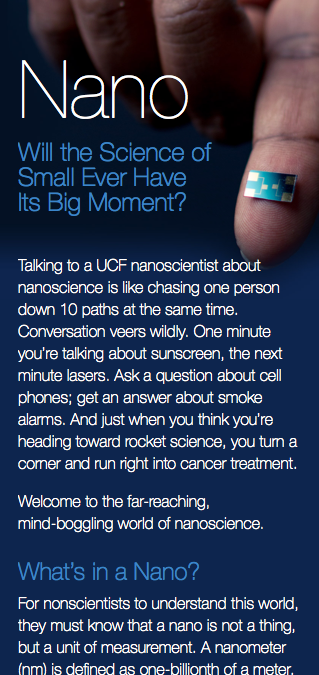 Nano
Will the Science of
Small Ever Have
Its Big Moment?
Talking to a UCF nanoscientist about
nanoscience is like chasing one person
down 10 paths at the same time.
Conversation veers wildly. One minute
you’re talking about sunscreen, the next
minute lasers. Ask a question about cell
phones; get an answer about smoke
alarms. And just when you think you’re
heading toward rocket science, you turn a
corner and run right into cancer treatment.
Welcome to the far-reaching,
mind-boggling world of nanoscience.
What’s in a Nano?
For nonscientists to understand this world,
they must know that a nano is not a thing,
but a unit of measurement. A nanometer
(nm) is defined as one-billionth of a meter.